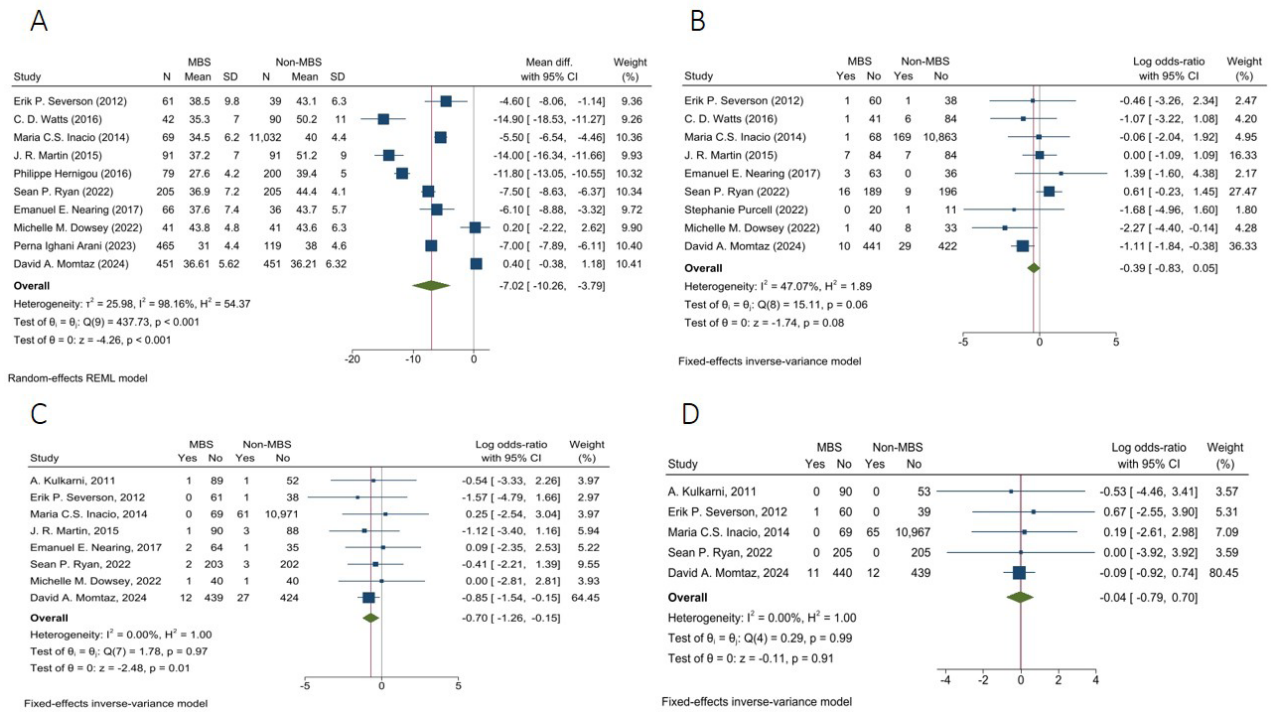 A
MBS Non-MBS Mean diff. Weight
Study N Mean SD N Mean SD with 95% CI (%)
Erik P. Severson (2012) 61 38.5 9.8 39 43.1 6.3 -4.60 [ -8.06, -1.14] 9.36
C. D. Watts (2016) 42 35.3 7 90 50.2 11 -14.90 [ -18.53, -11.27] 9.26
Maria C.S. Inacio (2014) 69 34.5 6.2 11,032 40 4.4 -5.50 [ -6.54, -4.46] 10.36
J. R. Martin (2015) 91 37.2 7 91 51.2 9 -14.00 [ -16.34, -11.66] 9.93
Philippe Hernigou (2016) 79 27.6 4.2 200 39.4 5 -11.80 [ -13.05, -10.55] 10.32
Sean P. Ryan (2022) 205 36.9 7.2 205 44.4 4.1 -7.50 [ -8.63, -6.37] 10.34
Emanuel E. Nearing (2017) 66 37.6 7.4 36 43.7 5.7 -6.10 [ -8.88, -3.32] 9.72
Michelle M. Dowsey (2022) 41 43.8 4.8 41 43.6 6.3 0.20 [ -2.22, 2.62] 9.90
Perna Ighani Arani (2023) 465 31 4.4 119 38 4.6 -7.00 [ -7.89, -6.11] 10.40
David A. Momtaz (2024) 451 36.61 5.62 451 36.21 6.32 0.40 [ -0.38, 1.18] 10.41
Overall -7.02 [ -10.26, -3.79]
Heterogeneity: τ² = 25.98, I² = 98.16%, H² = 54.37
Test of θᵢ = θⱼ: Q(9) = 437.73, p < 0.001
Test of θ = 0: z = -4.26, p < 0.001
-20 -10 0
Random-effects REML model
B
MBS Non-MBS Log odds-ratio Weight
Study Yes No Yes No with 95% CI (%)
Erik P. Severson (2012) 1 60 1 38 -0.46 [ -3.26, 2.34] 2.47
C. D. Watts (2016) 1 41 6 84 -1.07 [ -3.22, 1.08] 4.20
Maria C.S. Inacio (2014) 1 68 169 10,863 -0.06 [ -2.04, 1.92] 4.95
J. R. Martin (2015) 7 84 7 84 0.00 [ -1.09, 1.09] 16.33
Emanuel E. Nearing (2017) 3 63 0 36 1.39 [ -1.60, 4.38] 2.17
Sean P. Ryan (2022) 16 189 9 196 0.61 [ -0.23, 1.45] 27.47
Stephanie Purcell (2022) 0 20 1 11 -1.68 [ -4.96, 1.60] 1.80
Michelle M. Dowsey (2022) 1 40 8 33 -2.27 [ -4.40, -0.14] 4.28
David A. Momtaz (2024) 10 441 29 422 -1.11 [ -1.84, -0.38] 36.33
Overall -0.39 [ -0.83, 0.05]
Heterogeneity: I² = 47.07%, H² = 1.89
Test of θᵢ = θⱼ: Q(8) = 15.11, p = 0.06
Test of θ = 0: z = -1.74, p = 0.08
-5 0 5
Fixed-effects inverse-variance model
C
MBS Non-MBS Log odds-ratio Weight
Study Yes No Yes No with 95% CI (%)
A. Kulkarni, 2011 1 89 1 52 -0.54 [ -3.33, 2.26] 3.97
Erik P. Severson, 2012 0 61 1 38 -1.57 [ -4.79, 1.66] 2.97
Maria C.S. Inacio, 2014 0 69 61 10,971 0.25 [ -2.54, 3.04] 3.97
J. R. Martin, 2015 1 90 3 88 -1.12 [ -3.40, 1.16] 5.94
Emanuel E. Nearing, 2017 2 64 1 35 0.09 [ -2.35, 2.53] 5.22
Sean P. Ryan, 2022 2 203 3 202 -0.41 [ -2.21, 1.39] 9.55
Michelle M. Dowsey, 2022 1 40 1 40 0.00 [ -2.81, 2.81] 3.93
David A. Momtaz, 2024 12 439 27 424 -0.85 [ -1.54, -0.15] 64.45
Overall -0.70 [ -1.26, -0.15]
Heterogeneity: I² = 0.00%, H² = 1.00
Test of θᵢ = θⱼ: Q(7) = 1.78, p = 0.97
Test of θ = 0: z = -2.48, p = 0.01
-5 0 5
Fixed-effects inverse-variance model
D
MBS Non-MBS Log odds-ratio Weight
Study Yes No Yes No with 95% CI (%)
A. Kulkarni, 2011 0 90 0 53 -0.53 [ -4.46, 3.41] 3.57
Erik P. Severson, 2012 1 60 0 39 0.67 [ -2.55, 3.90] 5.31
Maria C.S. Inacio, 2014 0 69 65 10,967 0.19 [ -2.61, 2.98] 7.09
Sean P. Ryan, 2022 0 205 0 205 0.00 [ -3.92, 3.92] 3.59
David A. Momtaz, 2024 11 440 12 439 -0.09 [ -0.92, 0.74] 80.45
Overall -0.04 [ -0.79, 0.70]
Heterogeneity: I² = 0.00%, H² = 1.00
Test of θᵢ = θⱼ: Q(4) = 0.29, p = 0.99
Test of θ = 0: z = -0.11, p = 0.91
-4 -2 0 2 4
Fixed-effects inverse-variance model